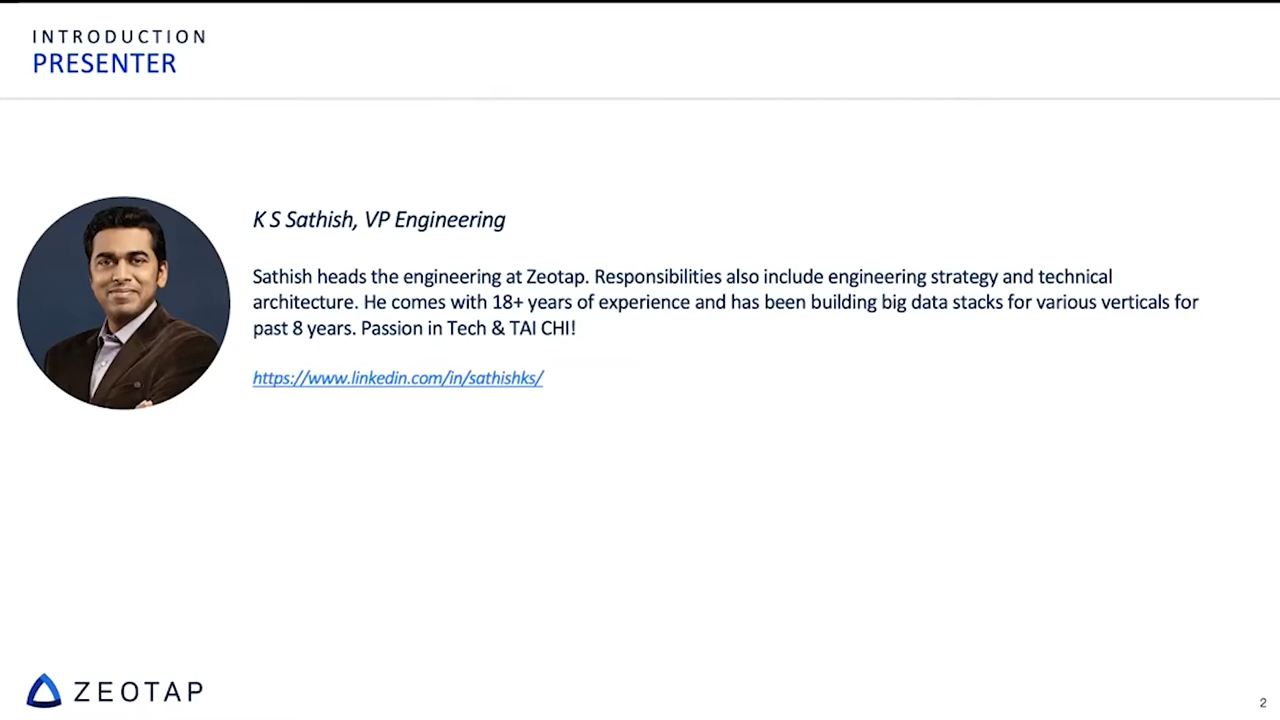 INTRODUCTION
PRESENTER
K S Sathish, VP Engineering
Sathish heads the engineering at Zeotap. Responsibilities also include engineering strategy and technical
architecture. He comes with 18+ years of experience and has been building big data stacks for various verticals for
past 8 years. Passion in Tech & TAI CHI!
https://www.linkedin.com/in/sathishks/
ZEOTAP
2